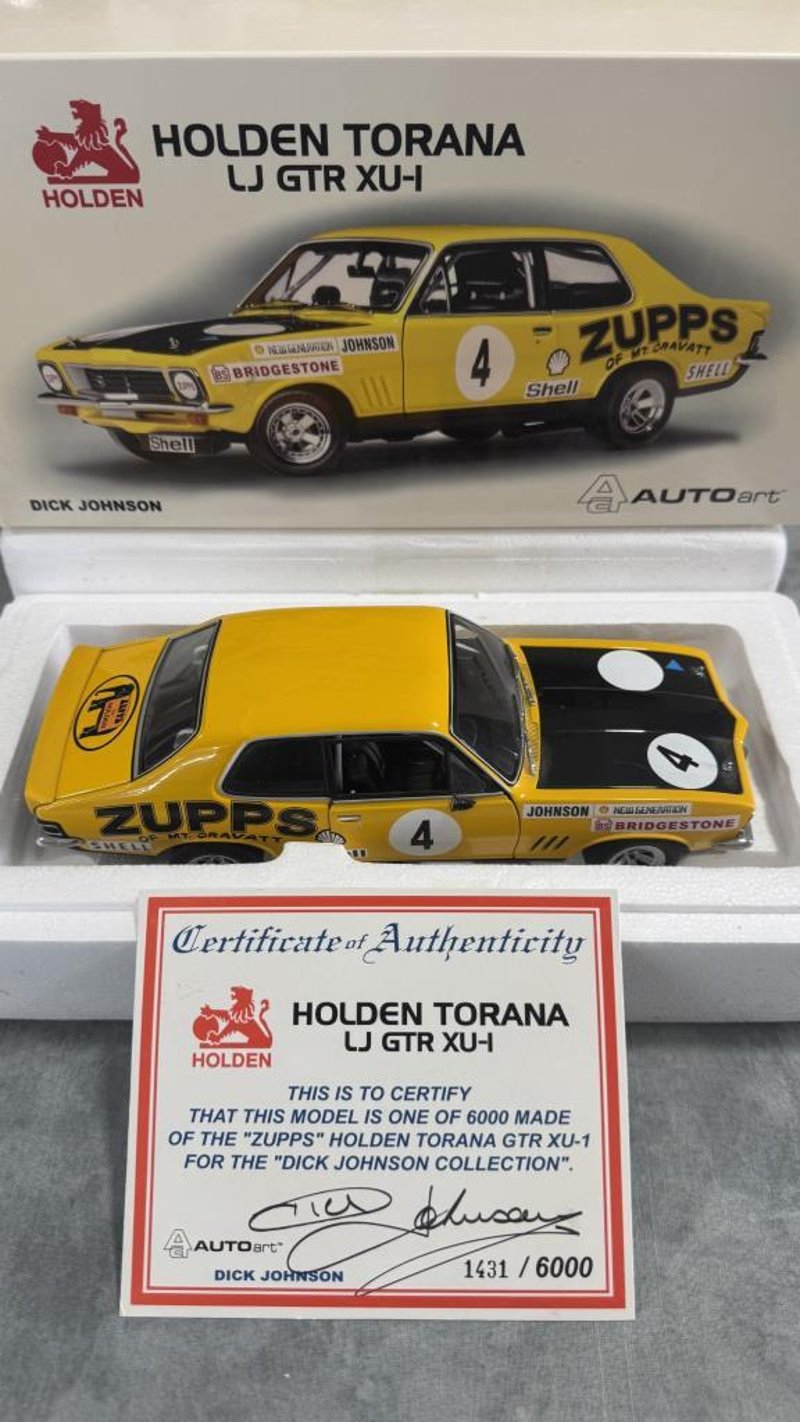 HOLDEN
HOLDEN TORANA
LJ GTR XU-1
4
ZUPPS
OF MT. GRAVATT
NEW GENERATION
JOHNSON
BRIDGESTONE
Shell
SHELL
Shell
DICK JOHNSON
AUTOart
4
ZUPPS
OF MT. GRAVATT
SHELL
4
JOHNSON
NEW GENERATION
BRIDGESTONE
Certificate of Authenticity
HOLDEN
HOLDEN TORANA
LJ GTR XU-1
THIS IS TO CERTIFY
THAT THIS MODEL IS ONE OF 6000 MADE
OF THE "ZUPPS" HOLDEN TORANA GTR XU-1
FOR THE "DICK JOHNSON COLLECTION".
Dick Johnson
AUTOart™
DICK JOHNSON
1431 / 6000